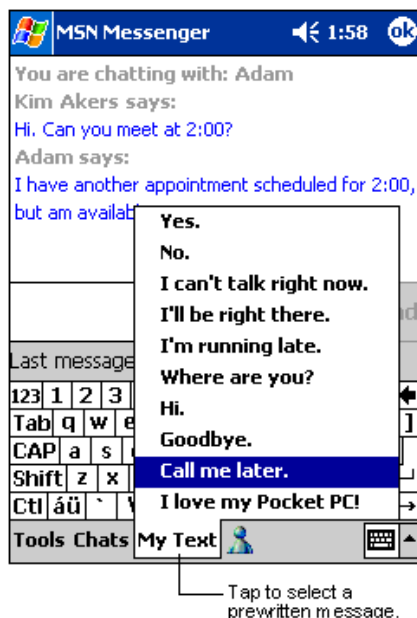 MSN Messenger 1:58 ok
You are chatting with: Adam
Kim Akers says:
Hi. Can you meet at 2:00?
Adam says:
I have another appointment scheduled for 2:00,
but am
Yes.
No.
I can't talk right now.
I'll be right there.
I'm running late.
Where are you?
Hi.
Goodbye.
Call me later.
I love my Pocket PC!
Last message
123 1 2 3
Tab q w e ]
CAP a s
Shift z x
Ctl áü `
Tools Chats My Text
Tap to select a
prewritten message.